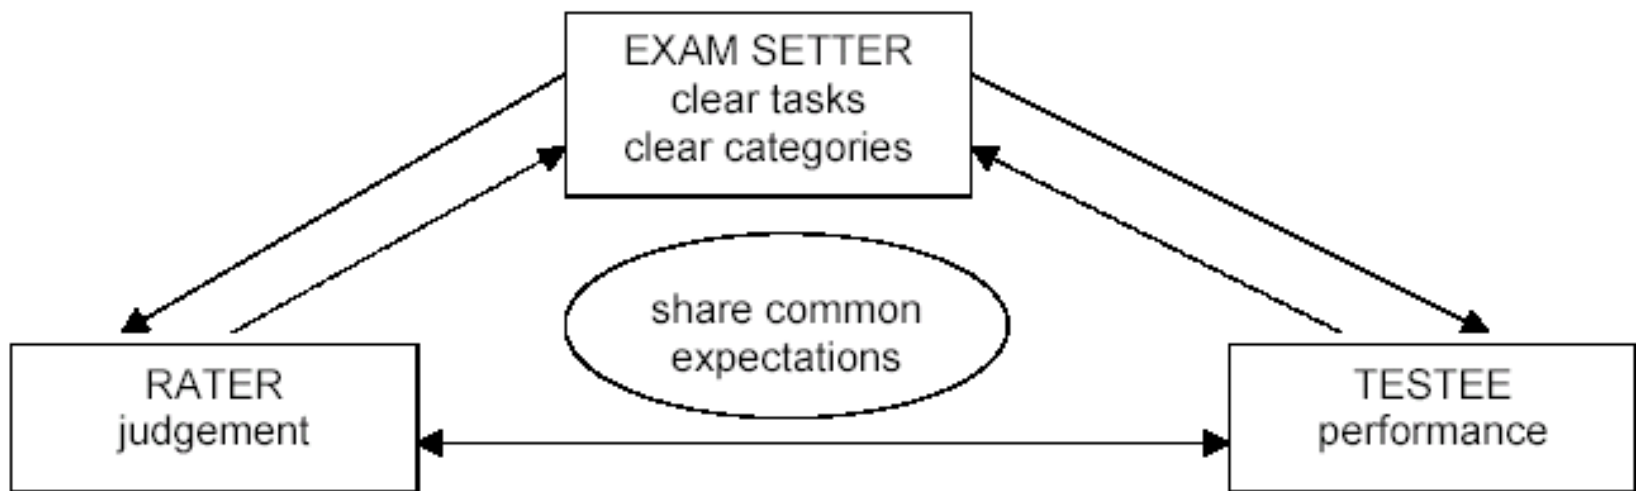 EXAM SETTER
clear tasks
clear categories
share common
expectations
RATER
judgement
TESTEE
performance